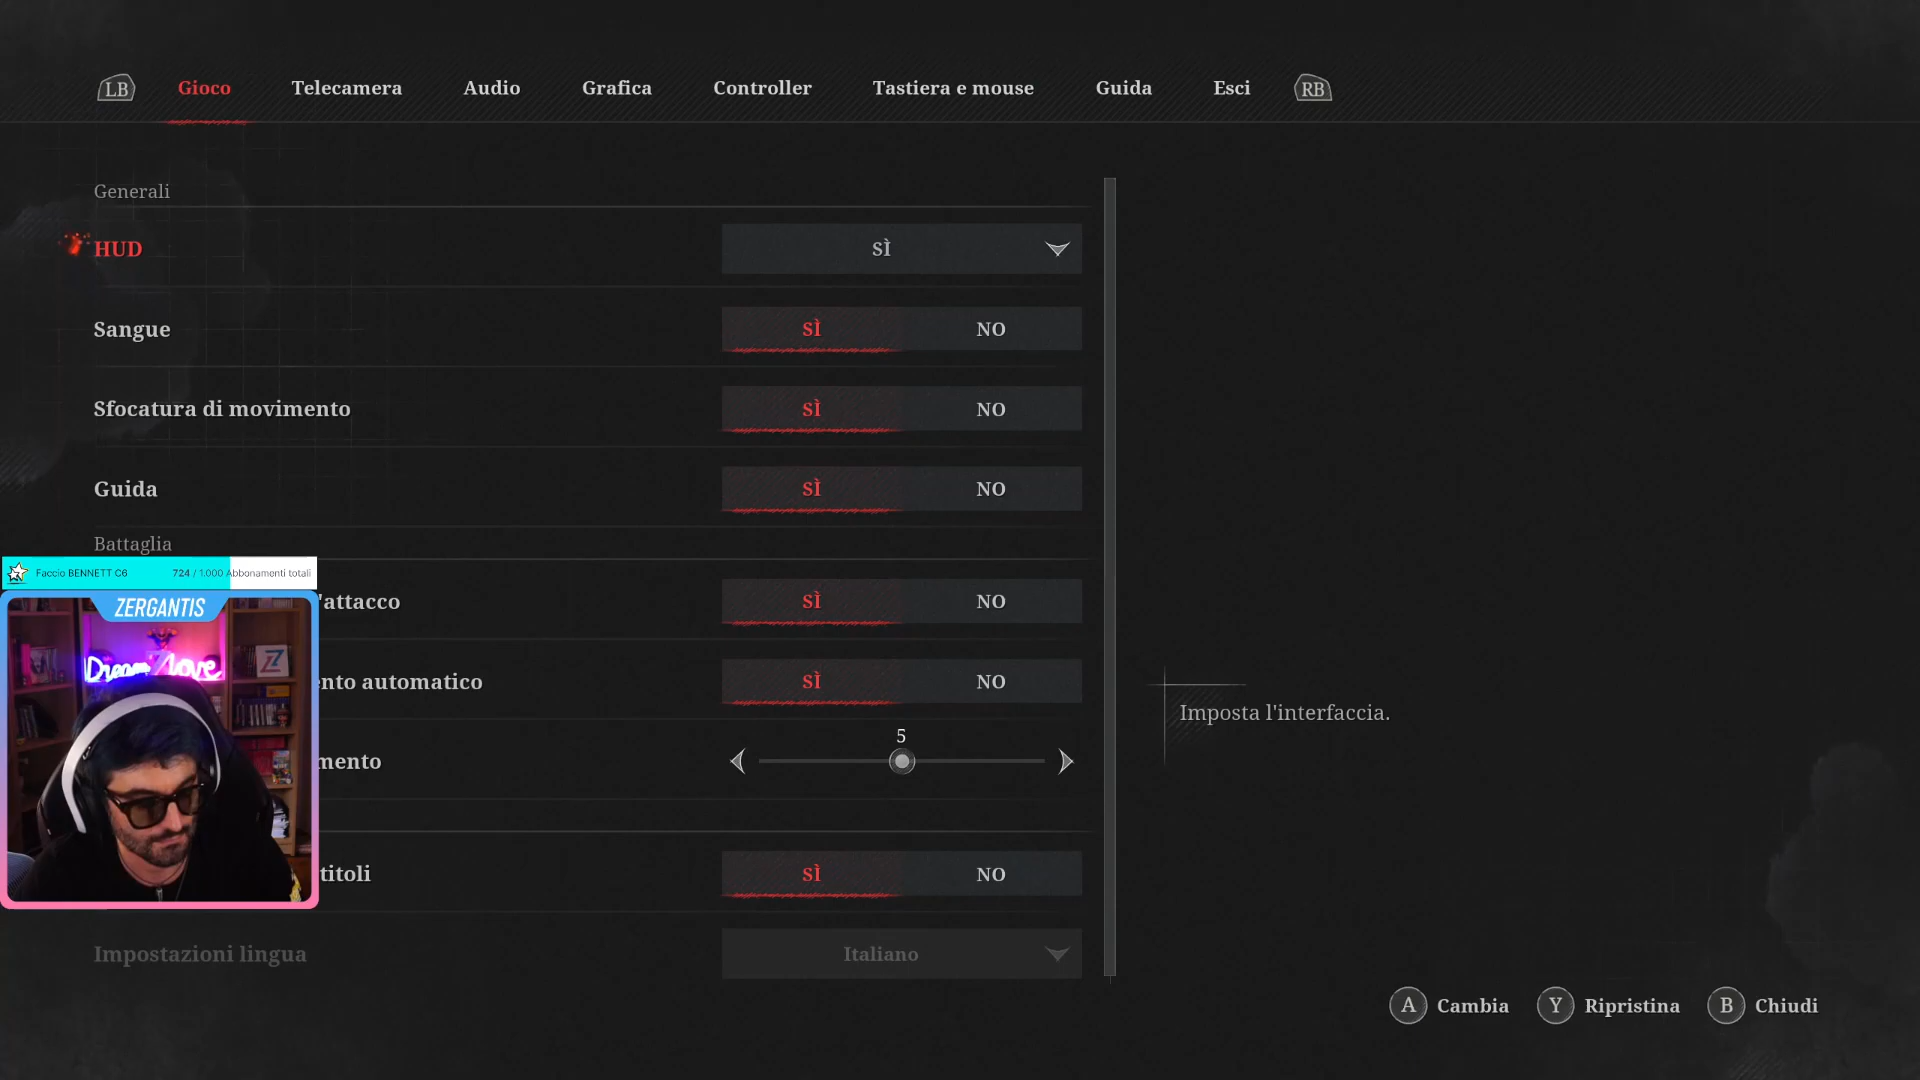 LB Gioco Telecamera Audio Grafica Controller Tastiera e mouse Guida Esci RB
Generali
HUD SÌ
Sangue SÌ NO
Sfocatura di movimento SÌ NO
Guida SÌ NO
Battaglia
Faccio BENNETT C6 724 / 1.000 Abbonamenti totali
ZERGANTIS
'attacco SÌ NO
Dream Love
nto automatico SÌ NO
5
mento
titoli SÌ NO
Impostazioni lingua Italiano
Imposta l'interfaccia.
A Cambia Y Ripristina B Chiudi